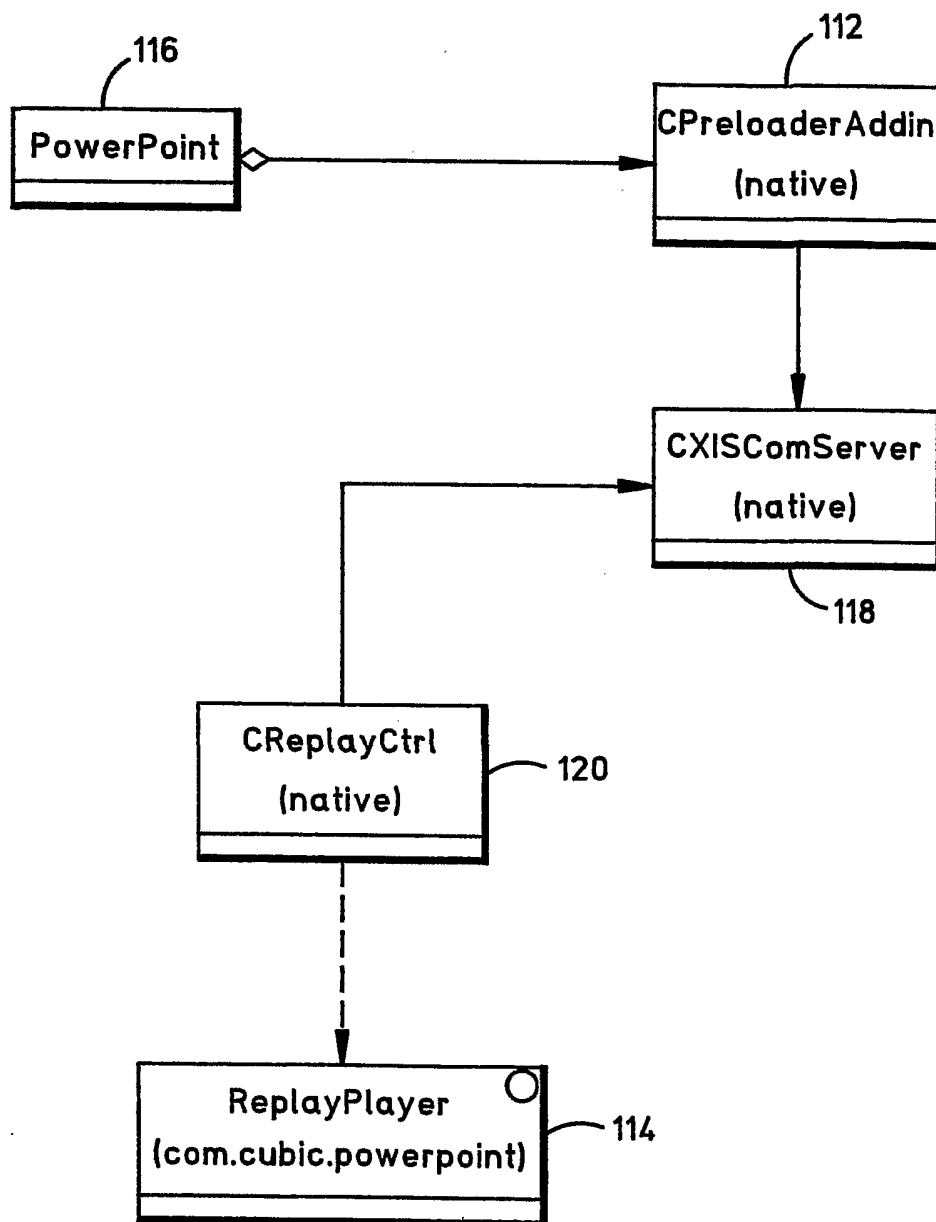 116
PowerPoint
112
CPreloaderAddin
(native)
CXISComServer
(native)
118
CReplayCtrl
(native)
120
ReplayPlayer
(com.cubic.powerpoint)
114